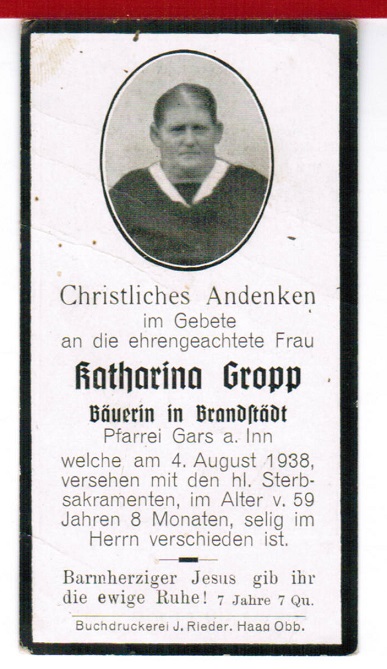 Christliches Andenken
im Gebete
an die ehrengeachtete Frau
Katharina Gropp
Bäuerin in Brandſtädt
Pfarrei Gars a. Inn
welche am 4. August 1938,
versehen mit den hl. Sterb-
sakramenten, im Alter v. 59
Jahren 8 Monaten, selig im
Herrn verschieden ist.
Barmherziger Jesus gib ihr
die ewige Ruhe! 7 Jahre 7 Qu.
Buchdruckerei J. Rieder. Haag Obb.